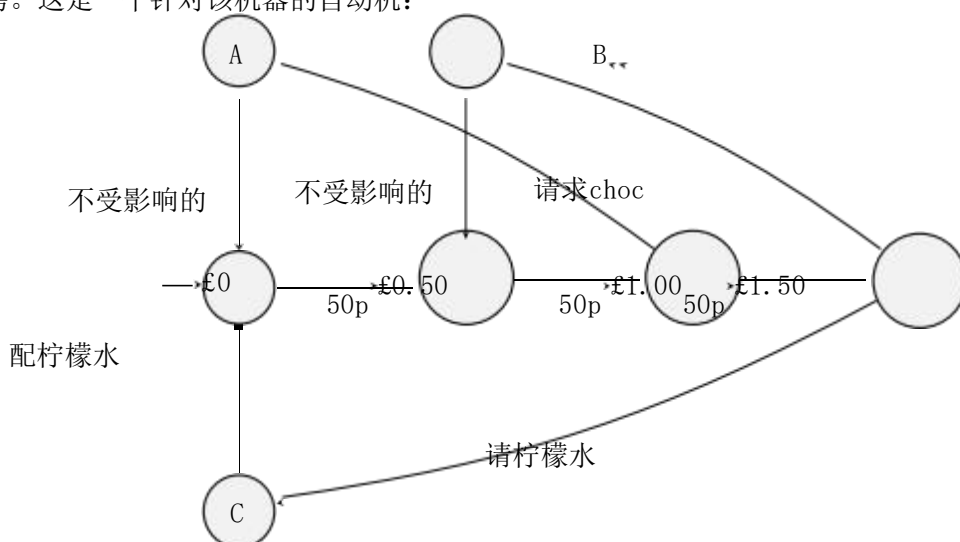 。这是一个针对该机器的自动机：
A
B
不受影响的
不受影响的
请求choc
£0
£0.50
£1.00
£1.50
50p
50p
50p
配柠檬水
请柠檬水
C